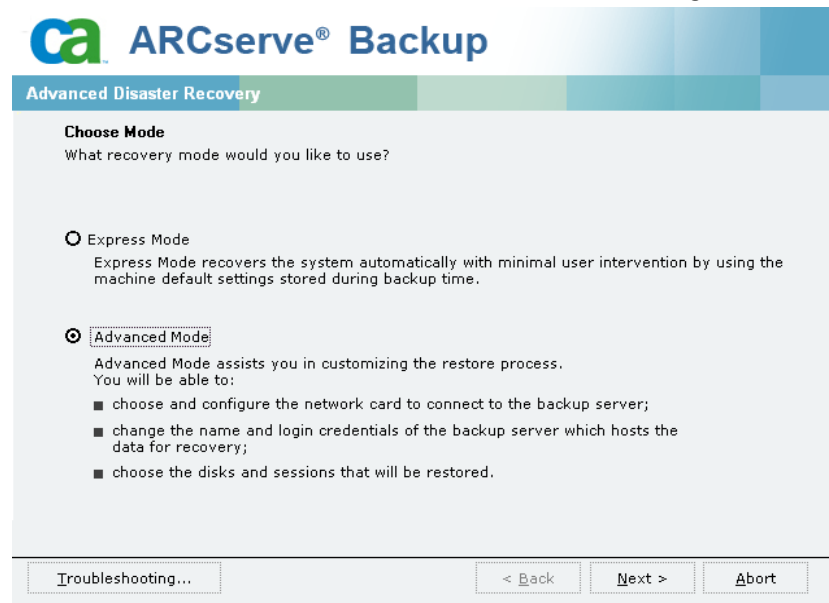 ca ARCserve® Backup
Advanced Disaster Recovery
Choose Mode
What recovery mode would you like to use?
Express Mode
Express Mode recovers the system automatically with minimal user intervention by using the
machine default settings stored during backup time.
Advanced Mode
Advanced Mode assists you in customizing the restore process.
You will be able to:
■ choose and configure the network card to connect to the backup server;
■ change the name and login credentials of the backup server which hosts the
data for recovery;
■ choose the disks and sessions that will be restored.
Troubleshooting...
< Back
Next >
Abort